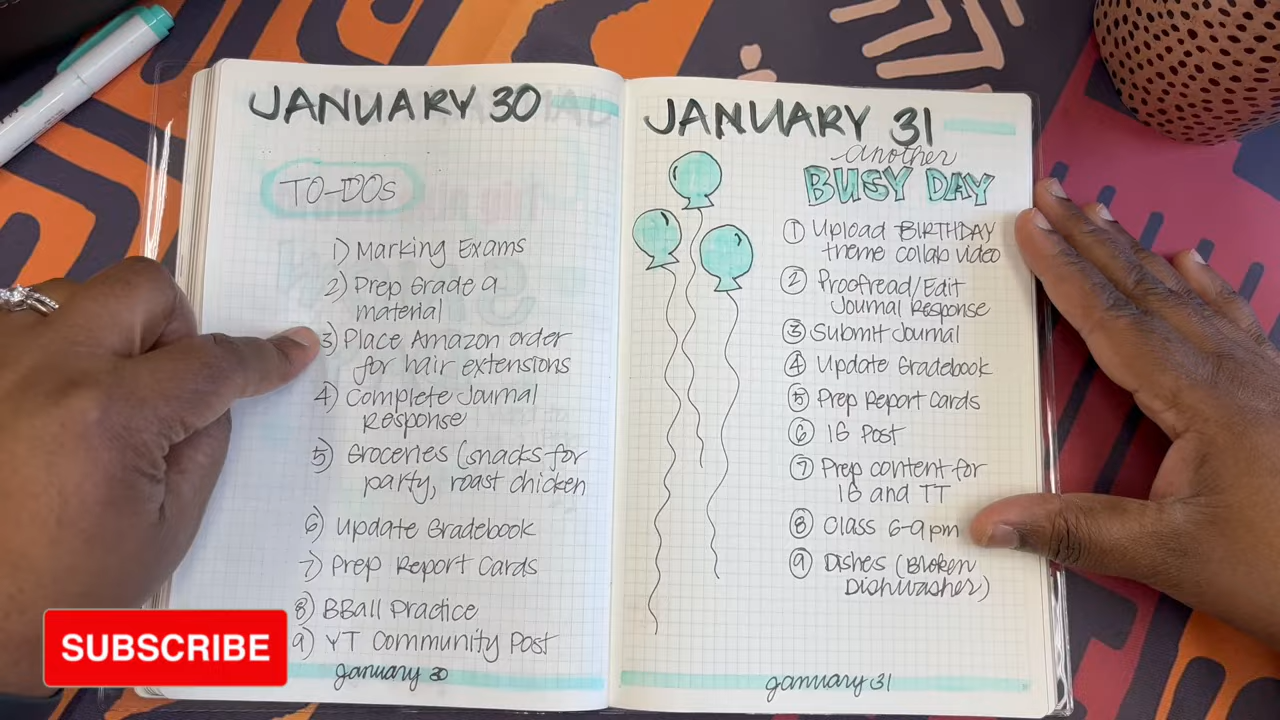 JANUARY 30
TO-DOs
1) Marking Exams
2) Prep Grade 9
material
3) Place Amazon order
for hair extensions
4) Complete Journal
Response
5) Groceries (snacks for
party, roast chicken
6) Update Gradebook
7) Prep Report Cards
8) BBall Practice
9) YT Community Post
january 30
JANUARY 31
another
BUSY DAY
① Upload BIRTHDAY
theme collab video
② Proofread/Edit
Journal Response
③ Submit Journal
④ Update Gradebook
⑤ Prep Report Cards
⑥ IG Post
⑦ Prep content for
IG and TT
⑧ Class 6-9pm
⑨ Dishes (Broken
Dishwasher)
january 31
SUBSCRIBE